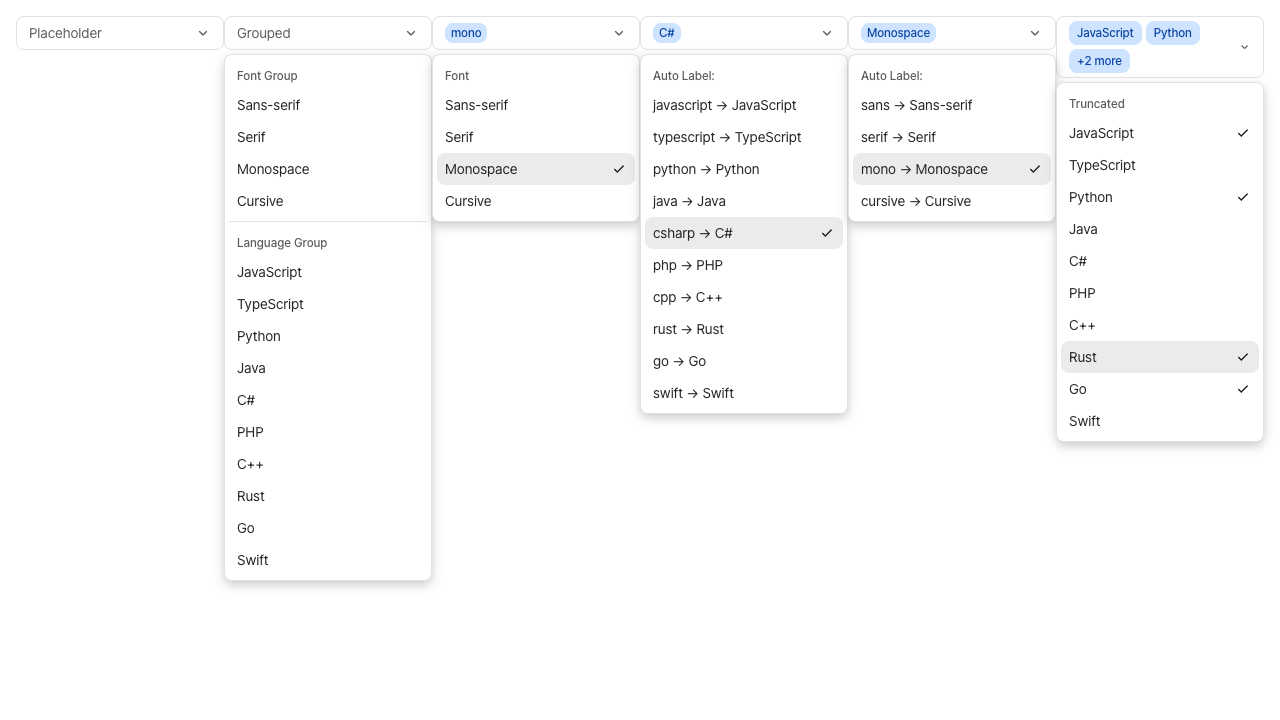 Placeholder
Grouped
Font Group
Sans-serif
Serif
Monospace
Cursive
Language Group
JavaScript
TypeScript
Python
Java
C#
PHP
C++
Rust
Go
Swift
mono
Font
Sans-serif
Serif
Monospace
Cursive
C#
Auto Label:
javascript → JavaScript
typescript → TypeScript
python → Python
java → Java
csharp → C#
php → PHP
cpp → C++
rust → Rust
go → Go
swift → Swift
Monospace
Auto Label:
sans → Sans-serif
serif → Serif
mono → Monospace
cursive → Cursive
JavaScript Python
+2 more
Truncated
JavaScript
TypeScript
Python
Java
C#
PHP
C++
Rust
Go
Swift